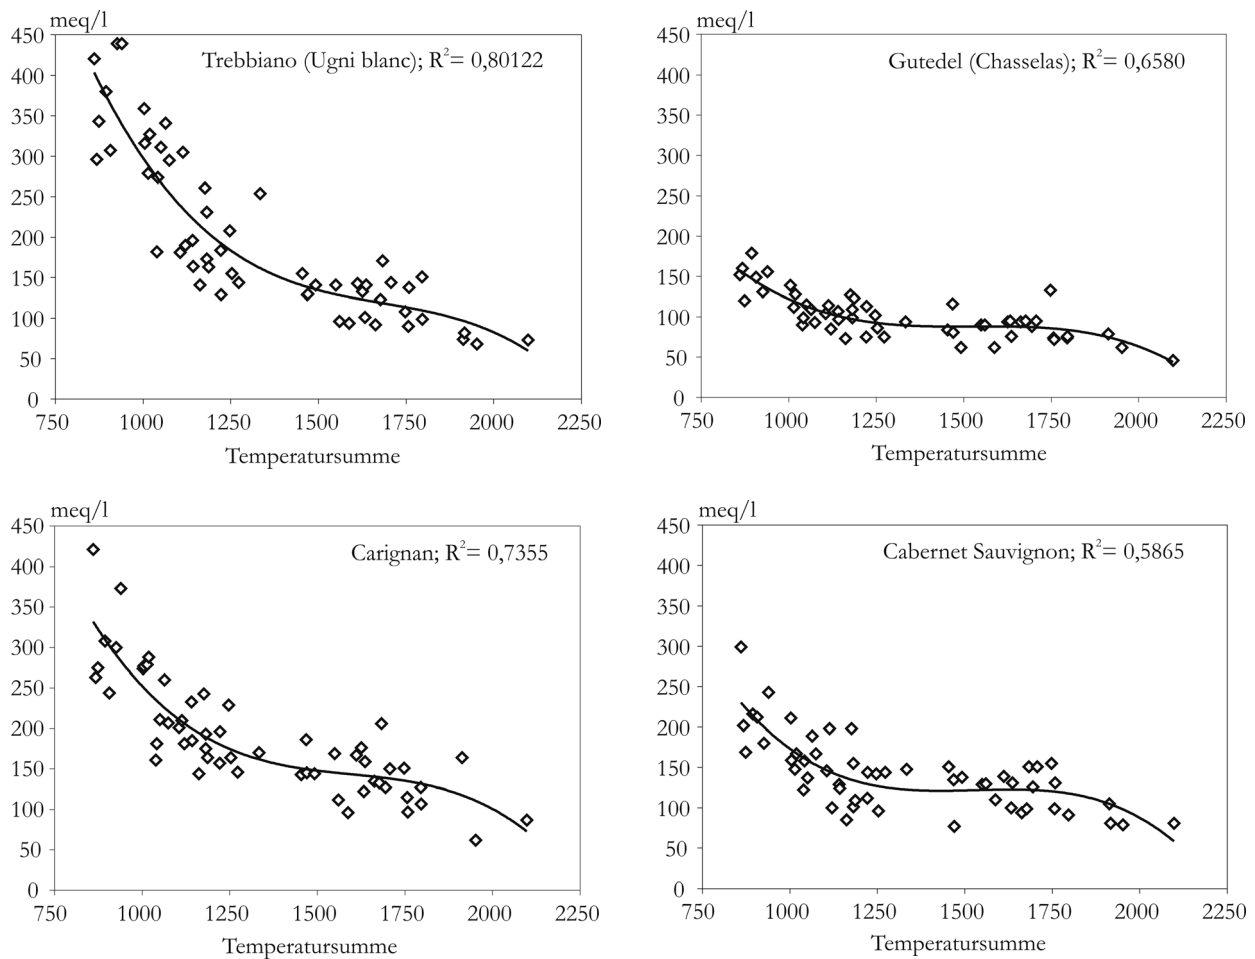 meq/l
Trebbiano (Ugni blanc); R²= 0,80122
450
400
350
300
250
200
150
100
50
0
750 1000 1250 1500 1750 2000 2250
Temperatursumme
meq/l
Gutedel (Chasselas); R²= 0,6580
450
400
350
300
250
200
150
100
50
0
750 1000 1250 1500 1750 2000 2250
Temperatursumme
meq/l
Carignan; R²= 0,7355
450
400
350
300
250
200
150
100
50
0
750 1000 1250 1500 1750 2000 2250
Temperatursumme
meq/l
Cabernet Sauvignon; R²= 0,5865
450
400
350
300
250
200
150
100
50
0
750 1000 1250 1500 1750 2000 2250
Temperatursumme